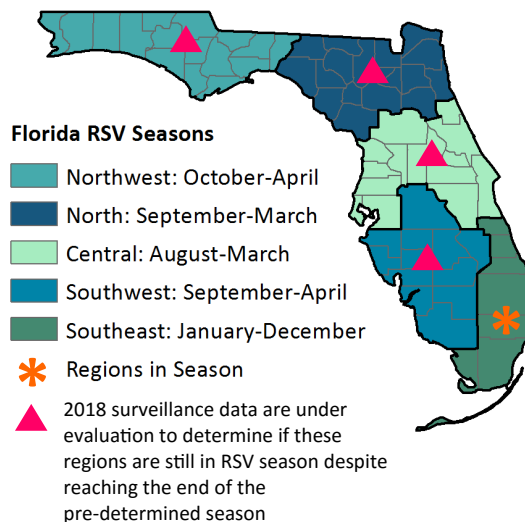 Florida RSV Seasons
Northwest: October-April
North: September-March
Central: August-March
Southwest: September-April
Southeast: January-December
Regions in Season
2018 surveillance data are under
evaluation to determine if these
regions are still in RSV season despite
reaching the end of the
pre-determined season